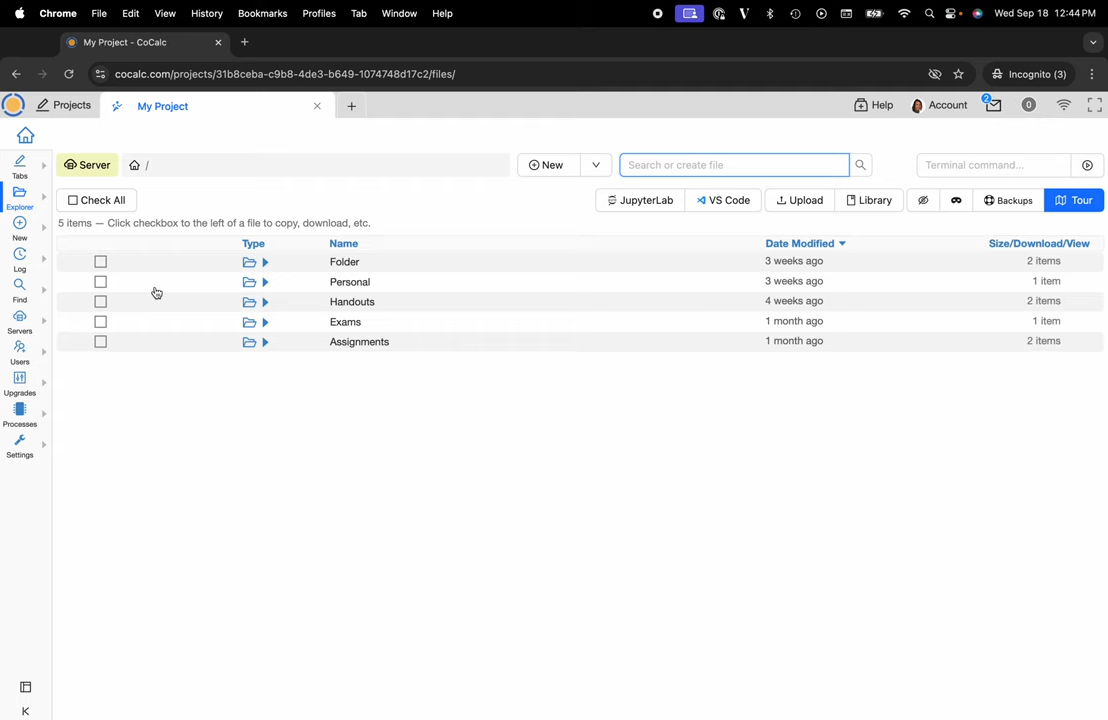 Chrome File Edit View History Bookmarks Profiles Tab Window Help Wed Sep 18 12:44 PM
My Project - CoCalc
cocalc.com/projects/31b8ceba-c9b8-4de3-b649-1074748d17c2/files/ Incognito (3)
Projects My Project Help Account 2 0
Server / New Search or create file Terminal command...
Tabs
Check All JupyterLab VS Code Upload Library Backups Tour
Explorer
5 items — Click checkbox to the left of a file to copy, download, etc.
New
Type Name Date Modified Size/Download/View
Folder 3 weeks ago 2 items
Log
Personal 3 weeks ago 1 item
Find
Handouts 4 weeks ago 2 items
Exams 1 month ago 1 item
Servers
Assignments 1 month ago 2 items
Users
Upgrades
Processes
Settings